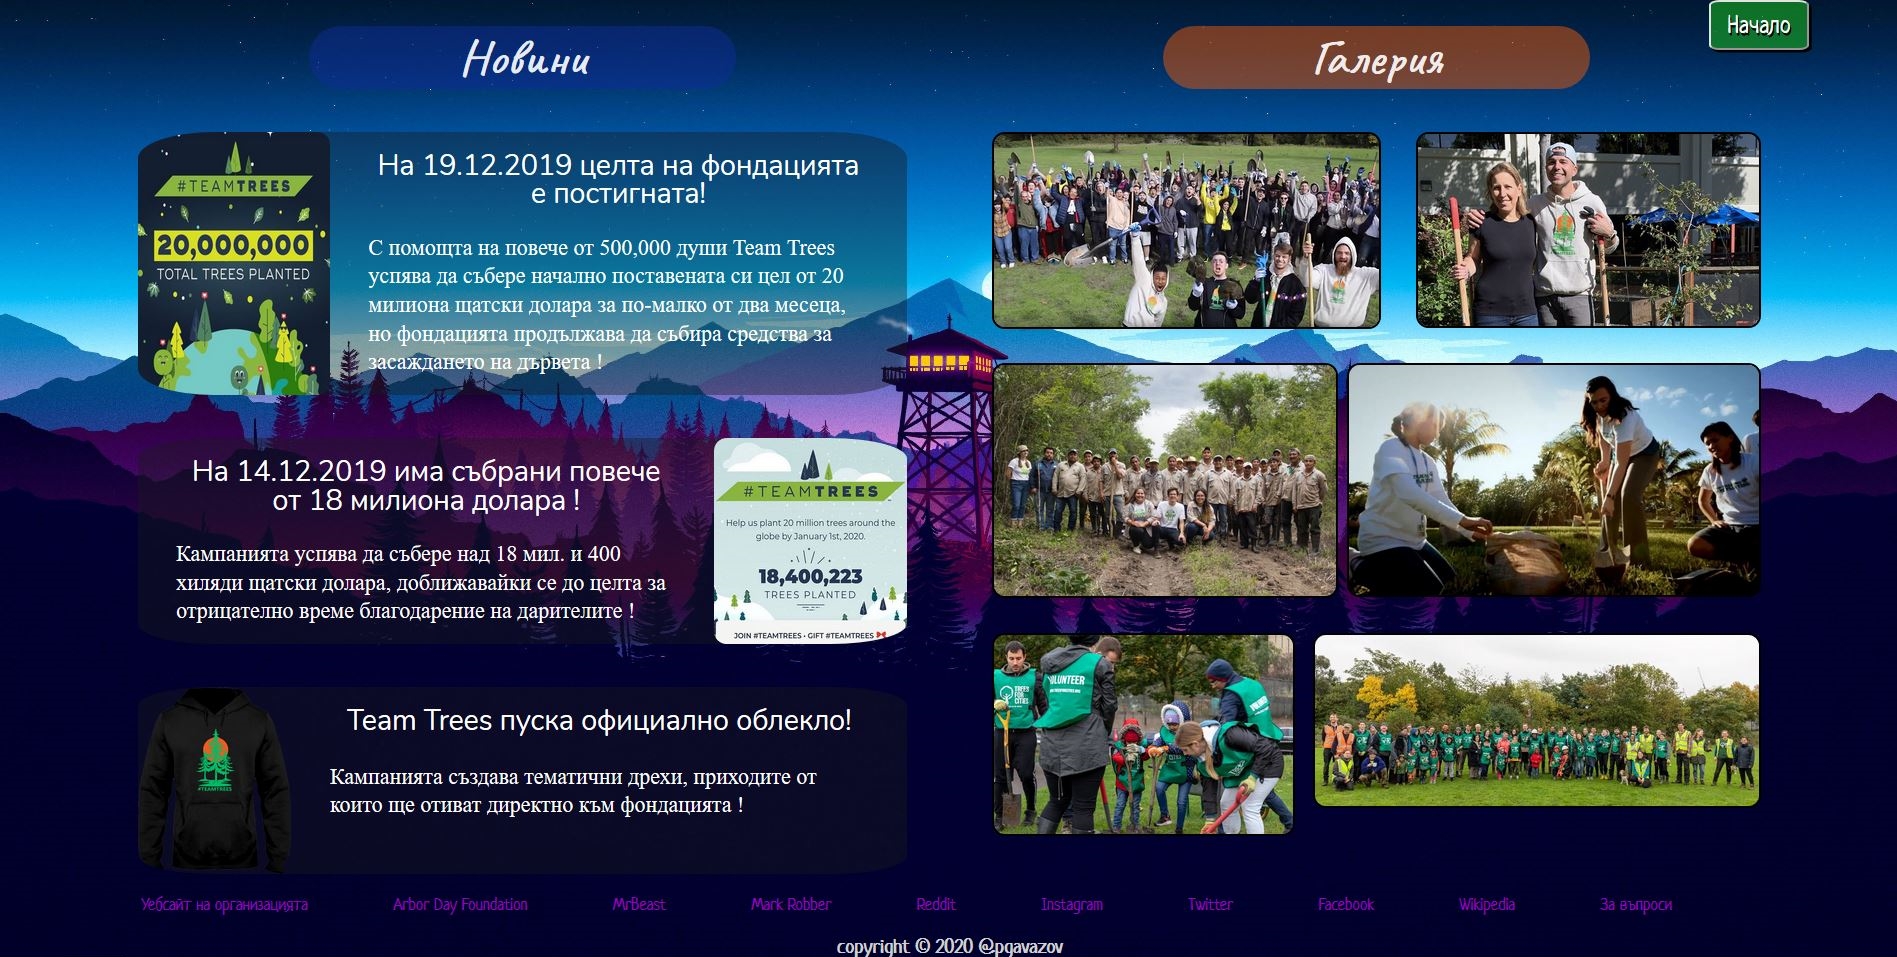 Начало
Новини
Галерия
#TEAMTREES
20,000,000
TOTAL TREES PLANTED
На 19.12.2019 целта на фондацията
е постигната!
С помощта на повече от 500,000 души Team Trees
успява да събере начално поставената си цел от 20
милиона щатски долара за по-малко от два месеца,
но фондацията продължава да събира средства за
засаждането на дървета !
На 14.12.2019 има събрани повече
от 18 милиона долара !
Кампанията успява да събере над 18 мил. и 400
хиляди щатски долара, доближавайки се до целта за
отрицателно време благодарение на дарителите !
#TEAMTREES
Help us plant 20 million trees around the
globe by January 1st, 2020.
18,400,223
TREES PLANTED
JOIN #TEAMTREES • GIFT #TEAMTREES
#TEAMTREES
Team Trees пуска официално облекло!
Кампанията създава тематични дрехи, приходите от
които ще отиват директно към фондацията !
TREES
FOR
CITIES
VOLUNTEER
Уебсайт на организацията
Arbor Day Foundation
MrBeast
Mark Robber
Reddit
Instagram
Twitter
Facebook
Wikipedia
За въпроси
copyright © 2020 @pgavazov